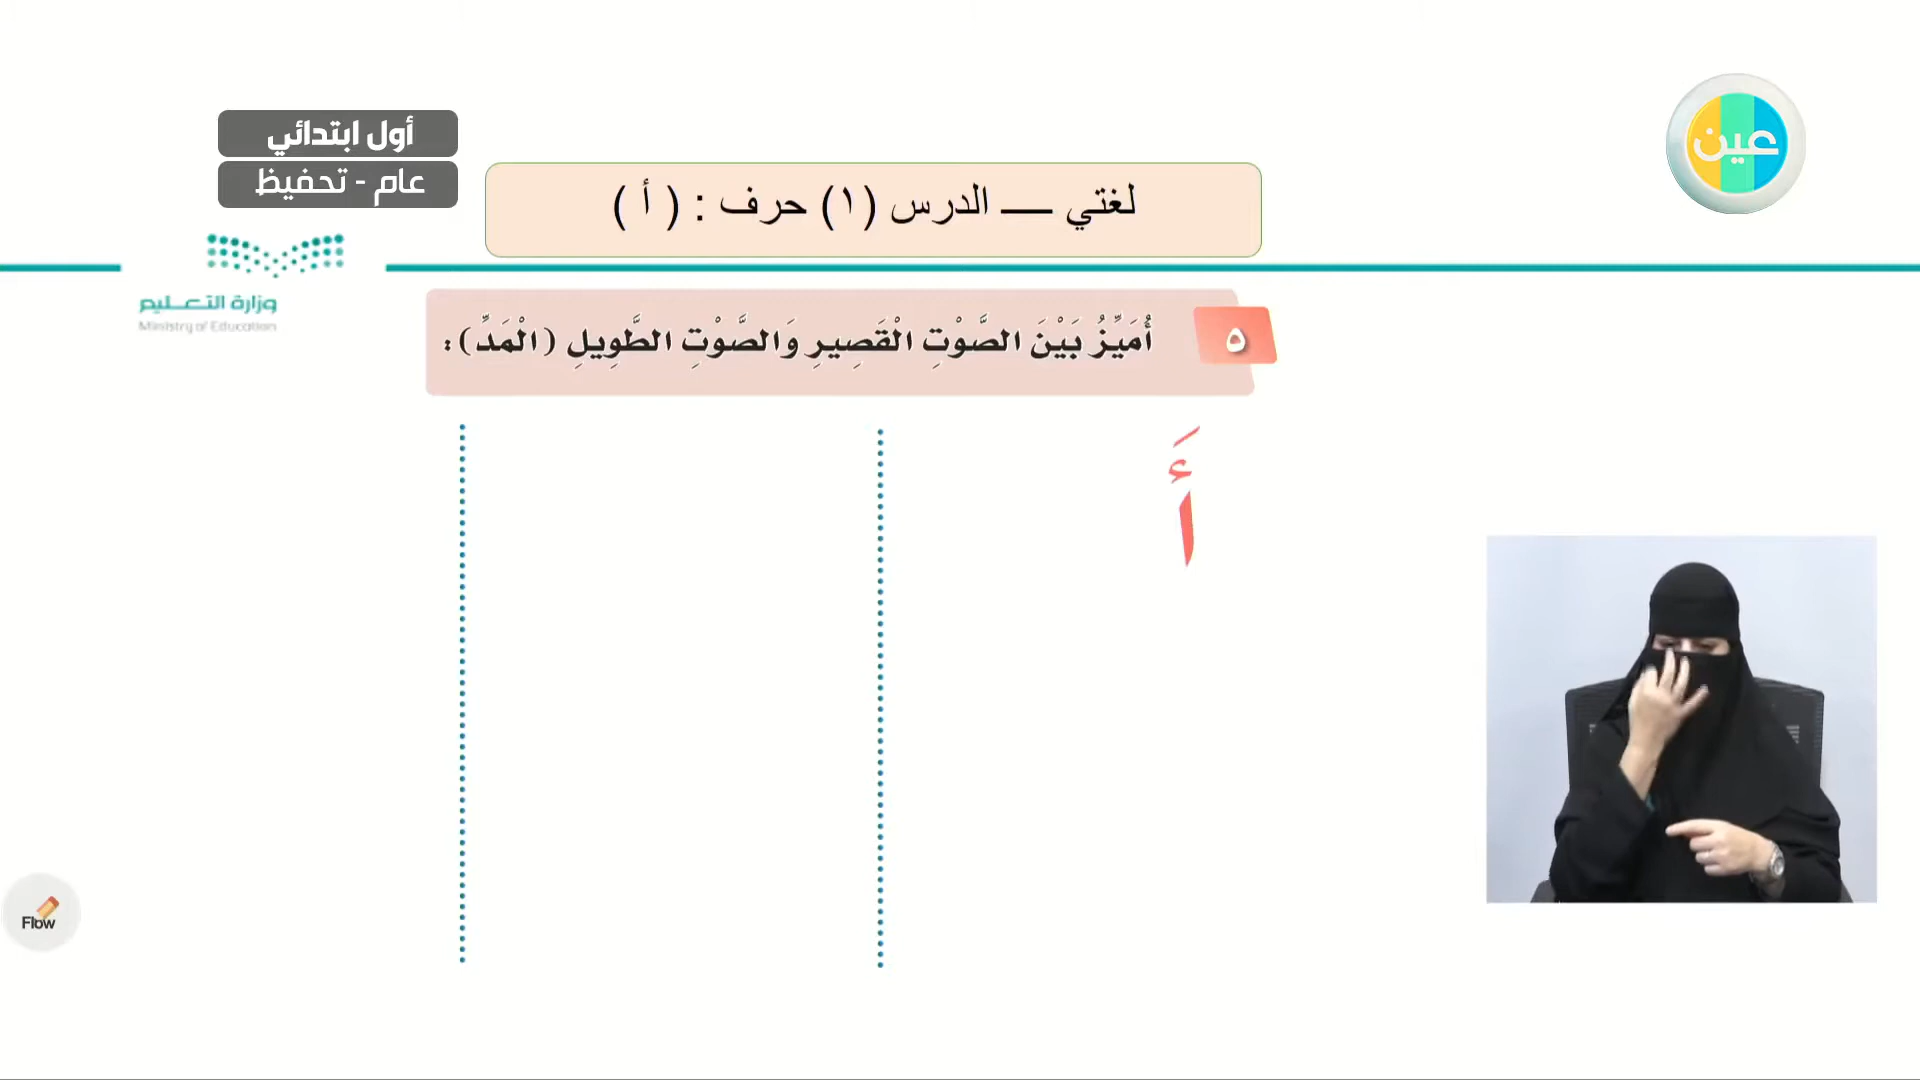 عين
أول ابتدائي
عام - تحفيظ
لغتي ـــ الدرس (١) حرف : ( أ )
وزارة التعليم
Ministry of Education
٥ أُمَيِّزُ بَيْنَ الصَّوْتِ الْقَصِيرِ وَالصَّوْتِ الطَّوِيلِ (الْمَدِّ):
أَ
Flow